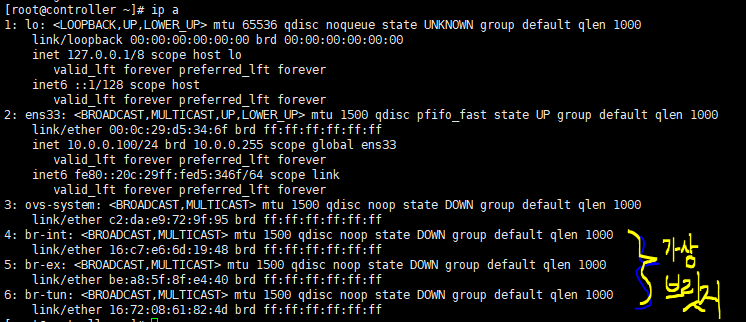 [root@controller ~]# ip a
1: lo: <LOOPBACK,UP,LOWER_UP> mtu 65536 qdisc noqueue state UNKNOWN group default qlen 1000
    link/loopback 00:00:00:00:00:00 brd 00:00:00:00:00:00
    inet 127.0.0.1/8 scope host lo
       valid_lft forever preferred_lft forever
    inet6 ::1/128 scope host
       valid_lft forever preferred_lft forever
2: ens33: <BROADCAST,MULTICAST,UP,LOWER_UP> mtu 1500 qdisc pfifo_fast state UP group default qlen 1000
    link/ether 00:0c:29:d5:34:6f brd ff:ff:ff:ff:ff:ff
    inet 10.0.0.100/24 brd 10.0.0.255 scope global ens33
       valid_lft forever preferred_lft forever
    inet6 fe80::20c:29ff:fed5:346f/64 scope link
       valid_lft forever preferred_lft forever
3: ovs-system: <BROADCAST,MULTICAST> mtu 1500 qdisc noop state DOWN group default qlen 1000
    link/ether c2:da:e9:72:9f:95 brd ff:ff:ff:ff:ff:ff
4: br-int: <BROADCAST,MULTICAST> mtu 1500 qdisc noop state DOWN group default qlen 1000
    link/ether 16:c7:e6:6d:19:48 brd ff:ff:ff:ff:ff:ff
5: br-ex: <BROADCAST,MULTICAST> mtu 1500 qdisc noop state DOWN group default qlen 1000
    link/ether be:a8:5f:8f:e4:40 brd ff:ff:ff:ff:ff:ff
6: br-tun: <BROADCAST,MULTICAST> mtu 1500 qdisc noop state DOWN group default qlen 1000
    link/ether 16:72:08:61:82:4d brd ff:ff:ff:ff:ff:ff
가상
브릿지